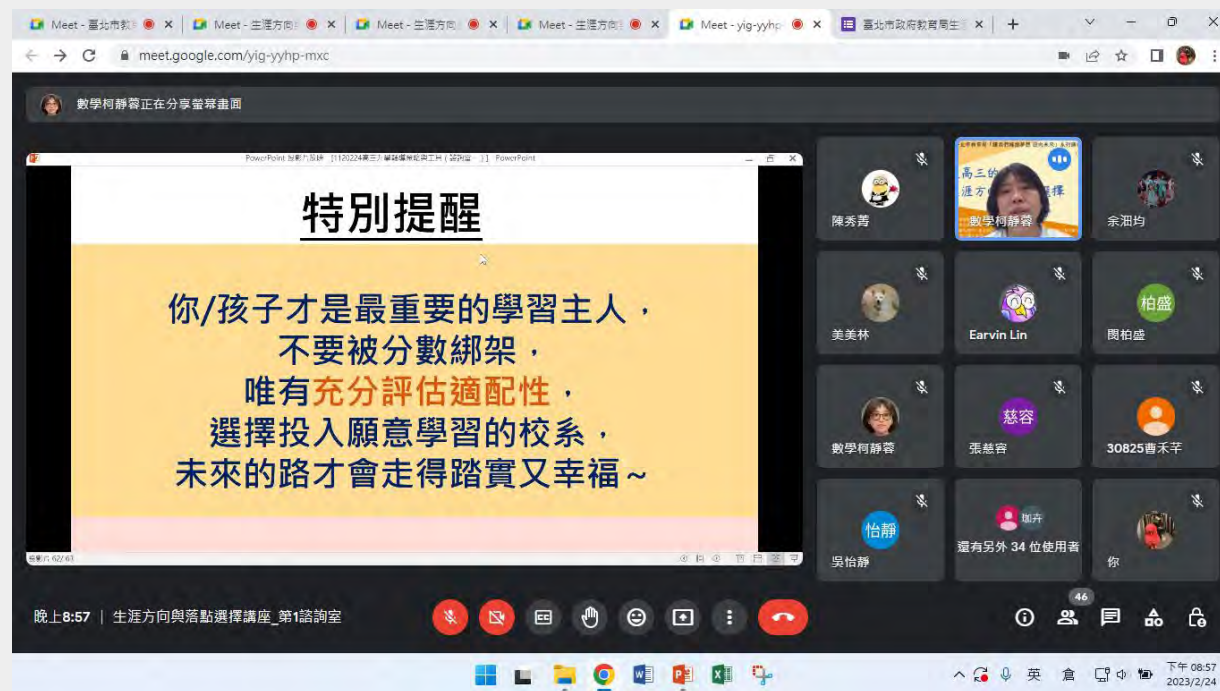 Meet - 臺北市教
Meet - 生涯方向
Meet - 生涯方向
Meet - 生涯方向
Meet - yig-yyhp
臺北市政府教育局生
meet.google.com/yig-yyhp-mxc
數學柯靜蓉正在分享螢幕畫面
特別提醒
你/孩子才是最重要的學習主人，
不要被分數綁架，
唯有充分評估適配性，
選擇投入願意學習的校系，
未來的路才會走得踏實又幸福～
陳秀菁
高三的
涯方
擇
數學柯靜蓉
余沺均
美美林
Earvin Lin
柏盛
閔柏盛
數學柯靜蓉
慈容
張慈容
30825曹禾芊
怡靜
吳怡靜
珈卉
還有另外 34 位使用者
你
晚上8:57 | 生涯方向與落點選擇講座_第1諮詢室
46
英
倉
下午 08:57
2023/2/24